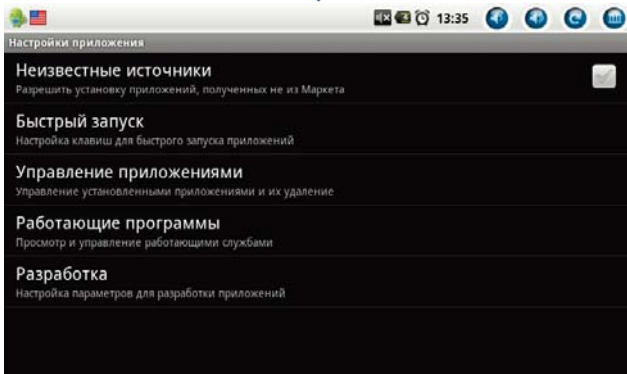 13:35
Настройки приложения
Неизвестные источники
Разрешить установку приложений, полученных не из Маркета
Быстрый запуск
Настройка клавиш для быстрого запуска приложений
Управление приложениями
Управление установленными приложениями и их удаление
Работающие программы
Просмотр и управление работающими службами
Разработка
Настройка параметров для разработки приложений